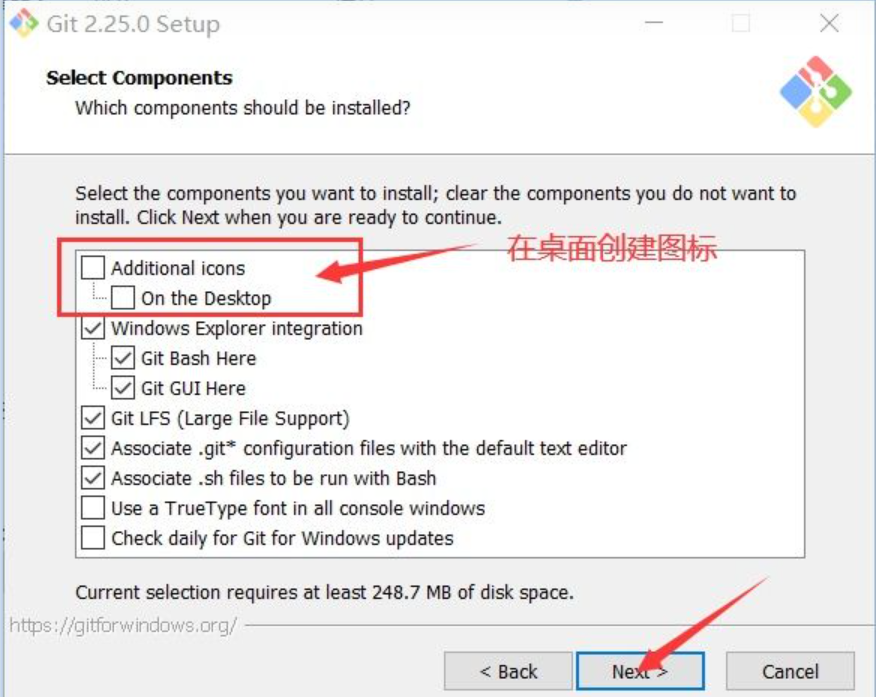 Git 2.25.0 Setup
Select Components
Which components should be installed?
Select the components you want to install; clear the components you do not want to
install. Click Next when you are ready to continue.
在桌面创建图标
Additional icons
On the Desktop
Windows Explorer integration
Git Bash Here
Git GUI Here
Git LFS (Large File Support)
Associate .git* configuration files with the default text editor
Associate .sh files to be run with Bash
Use a TrueType font in all console windows
Check daily for Git for Windows updates
Current selection requires at least 248.7 MB of disk space.
https://gitforwindows.org/
< Back
Next >
Cancel